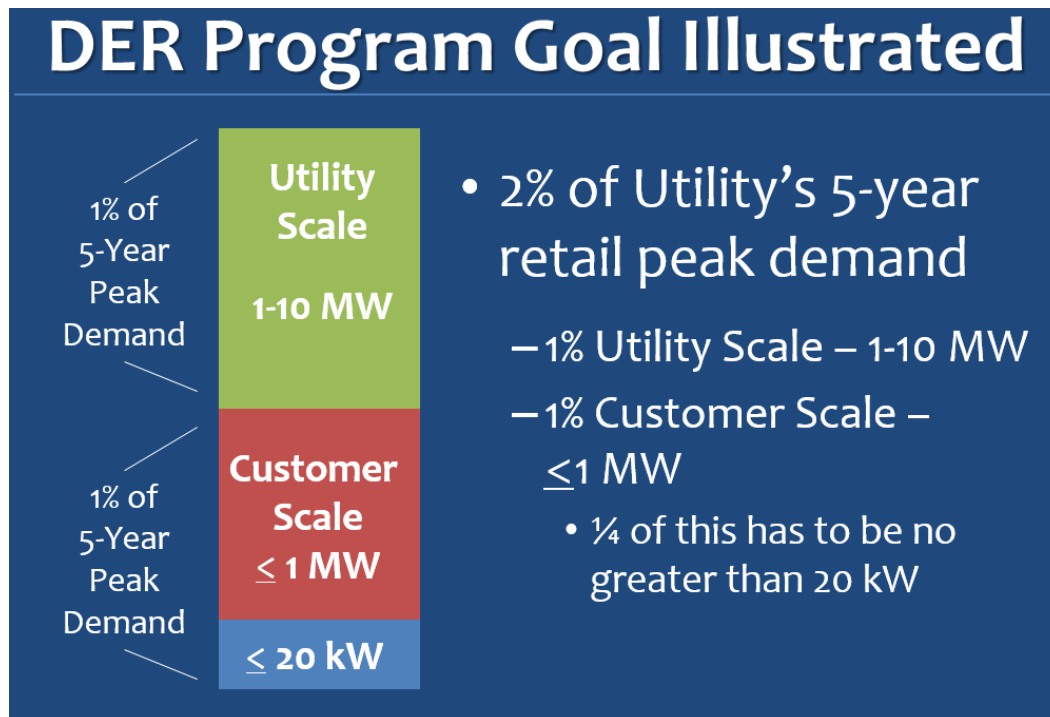 DER Program Goal Illustrated
1% of
5-Year
Peak
Demand
Utility
Scale
1-10 MW
1% of
5-Year
Peak
Demand
Customer
Scale
≤ 1 MW
≤ 20 kW
• 2% of Utility’s 5-year
retail peak demand
–1% Utility Scale – 1-10 MW
–1% Customer Scale –
≤1 MW
• ¼ of this has to be no
greater than 20 kW